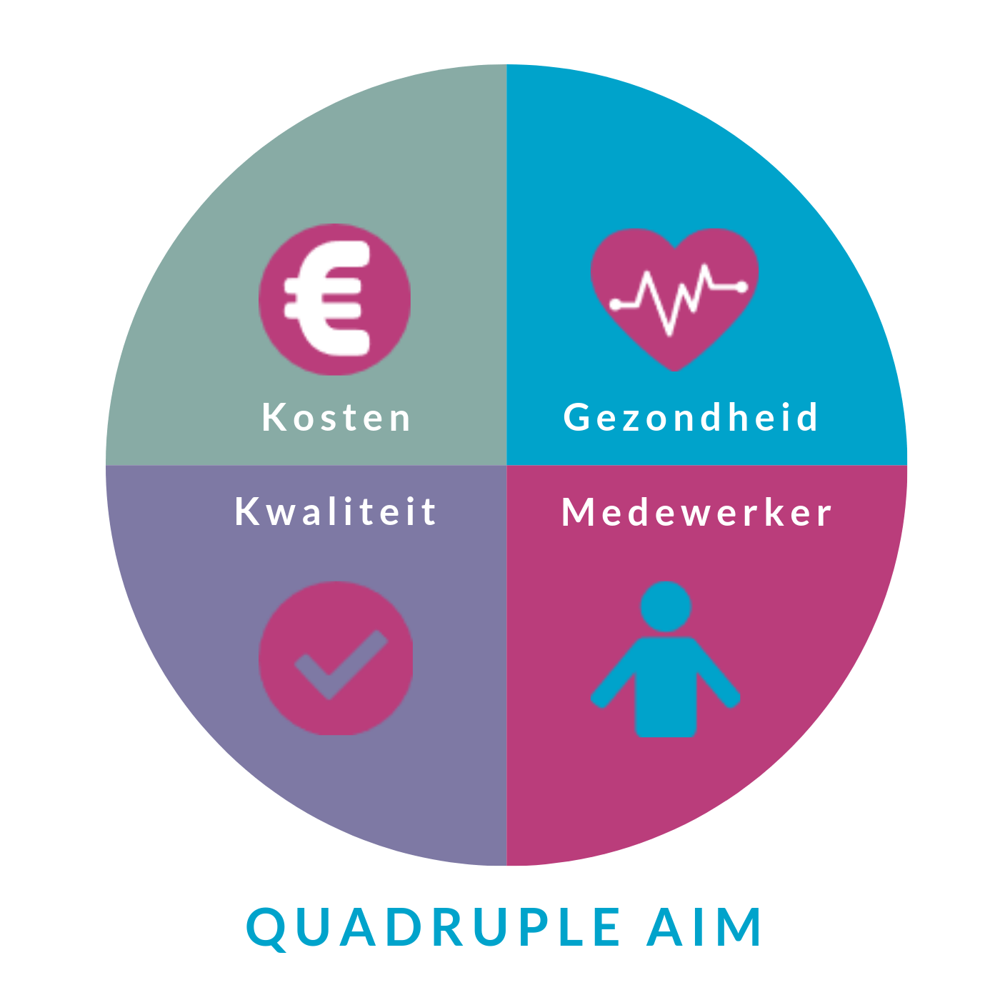 €
Kosten
Gezondheid
Kwaliteit
Medewerker
QUADRUPLE AIM